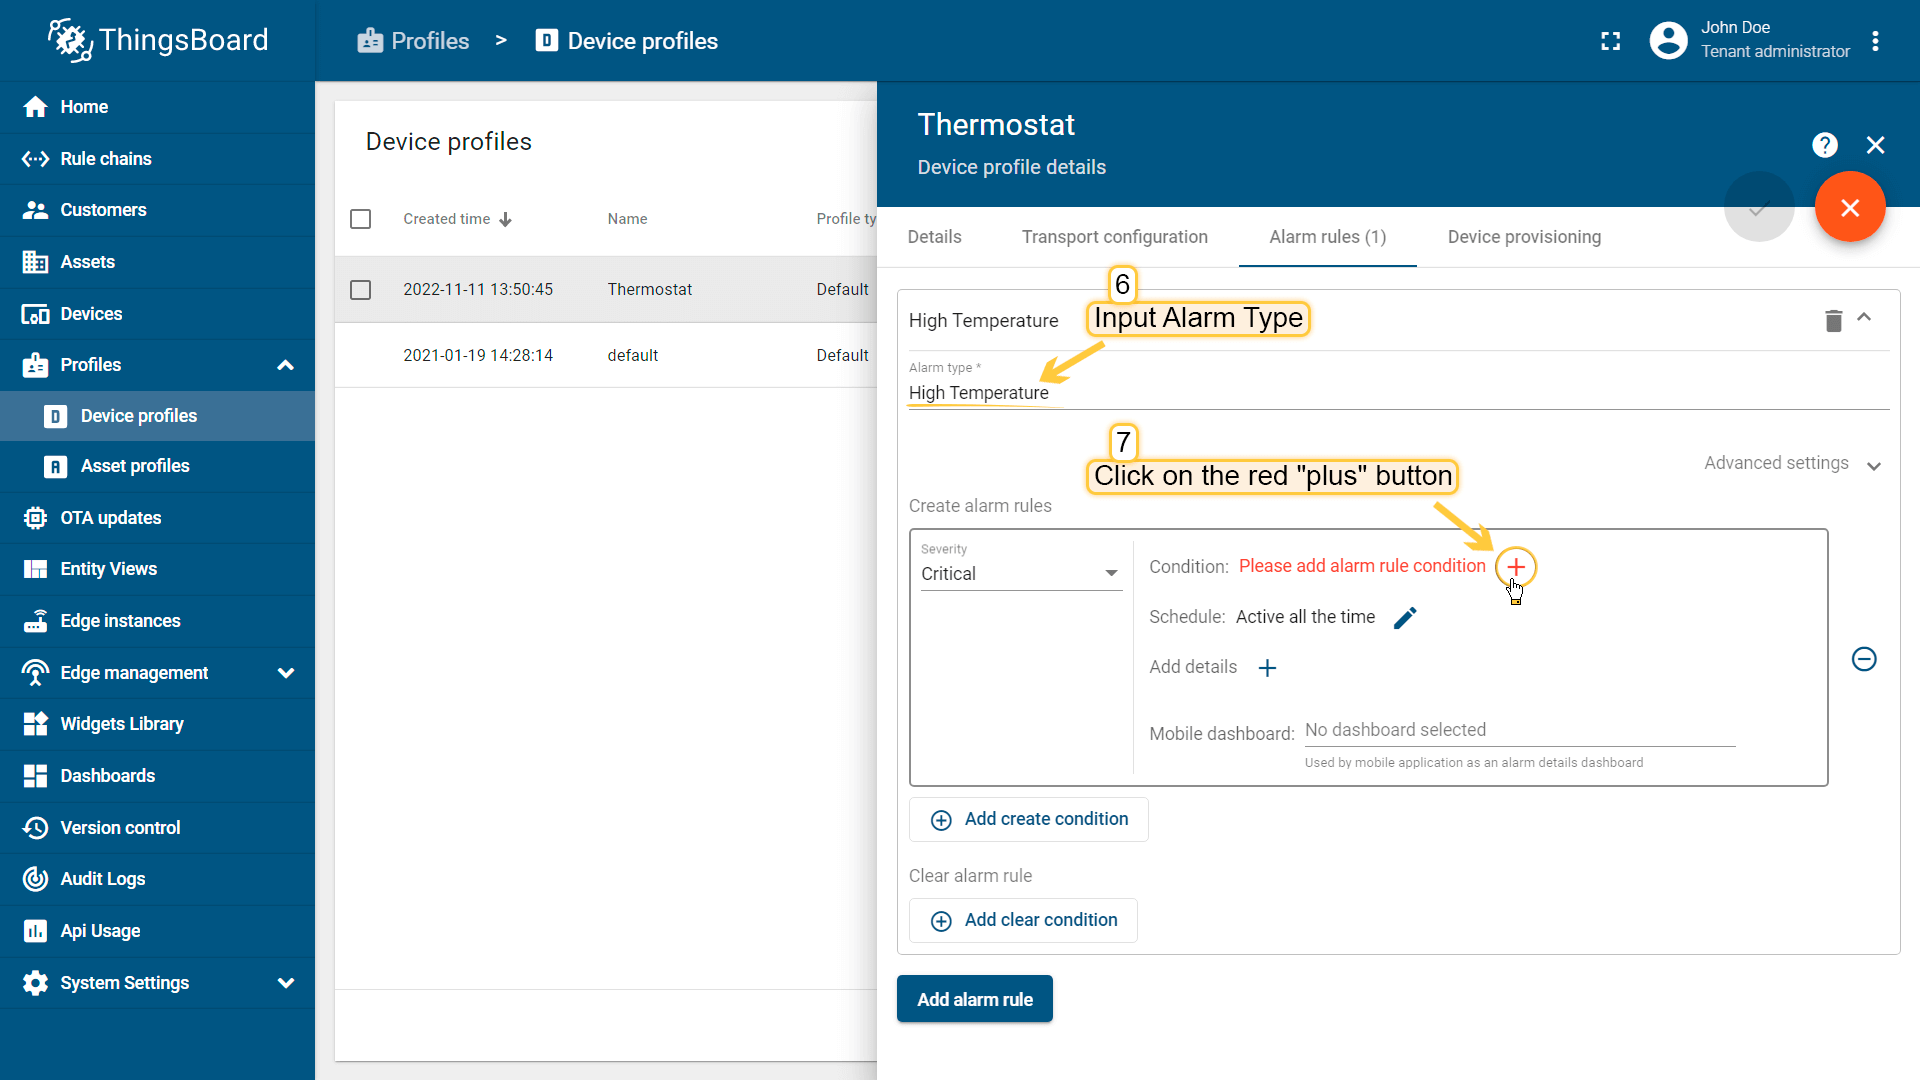 ThingsBoard
Profiles > Device profiles
John Doe
Tenant administrator
Home
Rule chains
Customers
Assets
Devices
Profiles
Device profiles
Asset profiles
OTA updates
Entity Views
Edge instances
Edge management
Widgets Library
Dashboards
Version control
Audit Logs
Api Usage
System Settings
Device profiles
Created time Name Profile ty
2022-11-11 13:50:45 Thermostat Default
2021-01-19 14:28:14 default Default
Thermostat
Device profile details
Details Transport configuration Alarm rules (1) Device provisioning
6
High Temperature Input Alarm Type
Alarm type *
High Temperature
7
Click on the red "plus" button
Advanced settings
Create alarm rules
Severity
Critical
Condition: Please add alarm rule condition
Schedule: Active all the time
Add details
Mobile dashboard: No dashboard selected
Used by mobile application as an alarm details dashboard
Add create condition
Clear alarm rule
Add clear condition
Add alarm rule